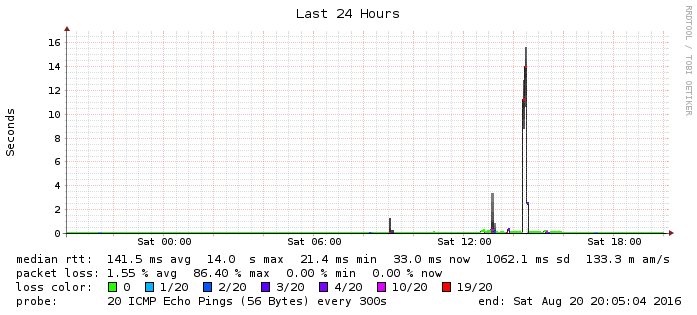 Last 24 Hours
RRDTOOL / TOBI OETIKER
Seconds
16
14
12
10
8
6
4
2
0
Sat 00:00 Sat 06:00 Sat 12:00 Sat 18:00
median rtt: 141.5 ms avg 14.0 s max 21.4 ms min 33.0 ms now 1062.1 ms sd 133.3 m am/s
packet loss: 1.55 % avg 86.40 % max 0.00 % min 0.00 % now
loss color: 0 1/20 2/20 3/20 4/20 10/20 19/20
probe: 20 ICMP Echo Pings (56 Bytes) every 300s end: Sat Aug 20 20:05:04 2016